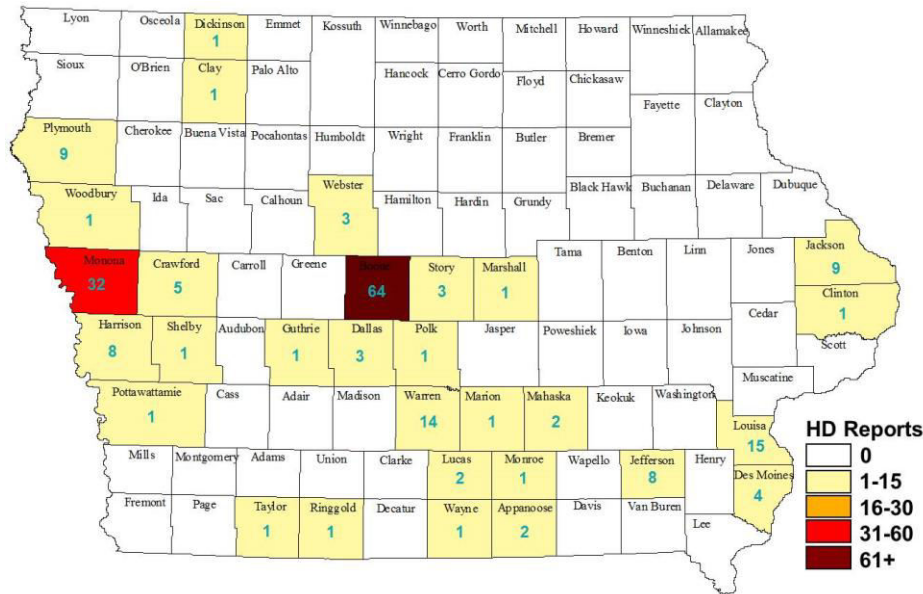 Lyon Osceola Dickinson Emmet Kossuth Winnebago Worth Mitchell Howard Winneshiek Allamakee
1
Sioux O'Brien Clay Palo Alto Hancock Cerro Gordo Floyd Chickasaw
1
Fayette Clayton
Plymouth Cherokee Buena Vista Pocahontas Humboldt Wright Franklin Butler Bremer
9
Woodbury Ida Sac Calhoun Webster Hamilton Hardin Grundy Black Hawk Buchanan Delaware Dubuque
1 3
Monona Crawford Carroll Greene Boone Story Marshall Tama Benton Linn Jones Jackson
32 5 64 3 1 9
Clinton
1
Harrison Shelby Audubon Guthrie Dallas Polk Jasper Poweshiek Iowa Johnson Cedar
8 1 1 3 1
Scott
Muscatine
Pottawattamie Cass Adair Madison Warren Marion Mahaska Keokuk Washington Louisa
1 14 1 2 15
Mills Montgomery Adams Union Clarke Lucas Monroe Wapello Jefferson Henry Des Moines
2 1 8 4
Fremont Page Taylor Ringgold Decatur Wayne Appanoose Davis Van Buren Lee
1 1 1 2
HD Reports
0
1-15
16-30
31-60
61+